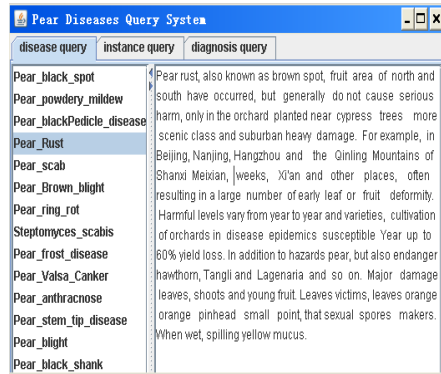 Pear Diseases Query System
disease query instance query diagnosis query
Pear_black_spot
Pear_powdery_mildew
Pear_blackPedicle_disease
Pear_Rust
Pear_scab
Pear_Brown_blight
Pear_ring_rot
Steptomyces_scabis
Pear_frost_disease
Pear_Valsa_Canker
Pear_anthracnose
Pear_stem_tip_disease
Pear_blight
Pear_black_shank
Pear rust, also known as brown spot, fruit area of north and
south have occurred, but generally do not cause serious
harm, only in the orchard planted near cypress trees more
scenic class and suburban heavy damage. For example, in
Beijing, Nanjing, Hangzhou and the Qinling Mountains of
Shanxi Meixian, weeks, Xi'an and other places, often
resulting in a large number of early leaf or fruit deformity.
Harmful levels vary from year to year and varieties, cultivation
of orchards in disease epidemics susceptible Year up to
60% yield loss. In addition to hazards pear, but also endanger
hawthorn, Tangli and Lagenaria and so on. Major damage
leaves, shoots and young fruit. Leaves victims, leaves orange
orange pinhead small point, that sexual spores makers.
When wet, spilling yellow mucus.